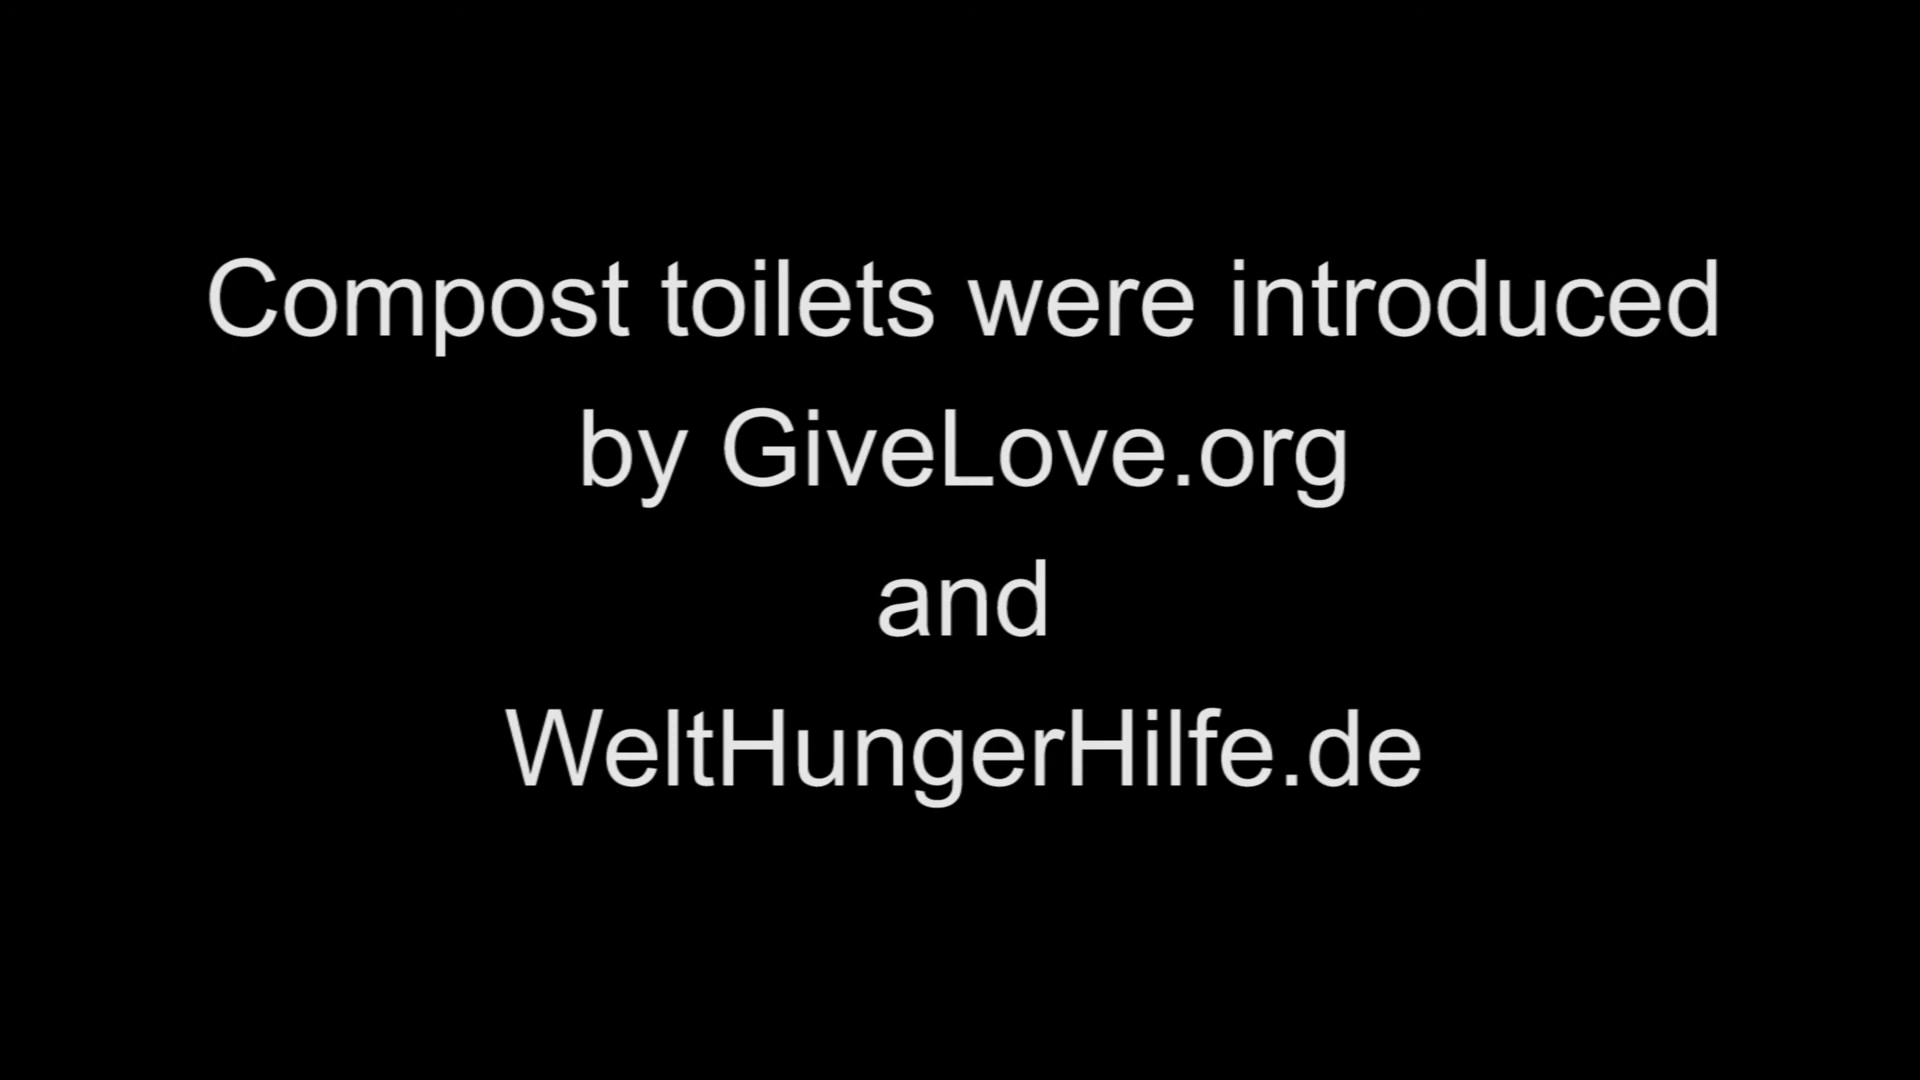 Compost toilets were introduced
by GiveLove.org
and
WeltHungerHilfe.de